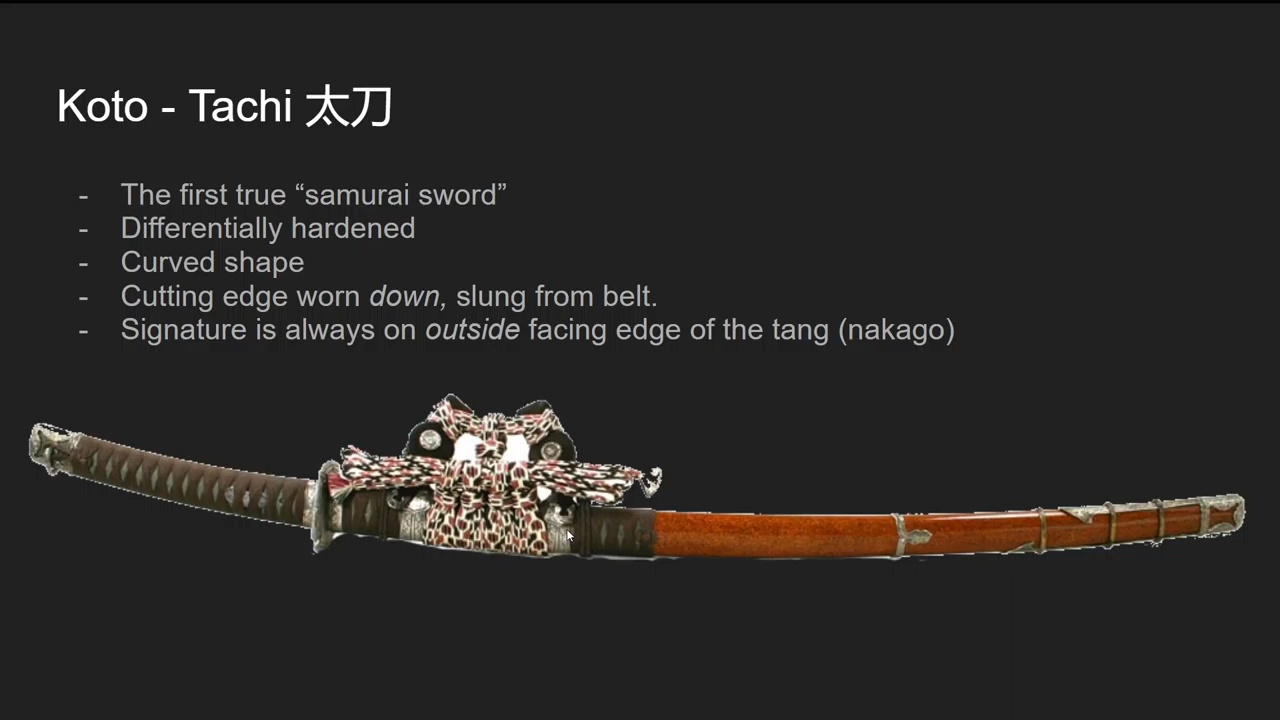 Koto - Tachi 太刀
- The first true “samurai sword”
- Differentially hardened
- Curved shape
- Cutting edge worn down, slung from belt.
- Signature is always on outside facing edge of the tang (nakago)